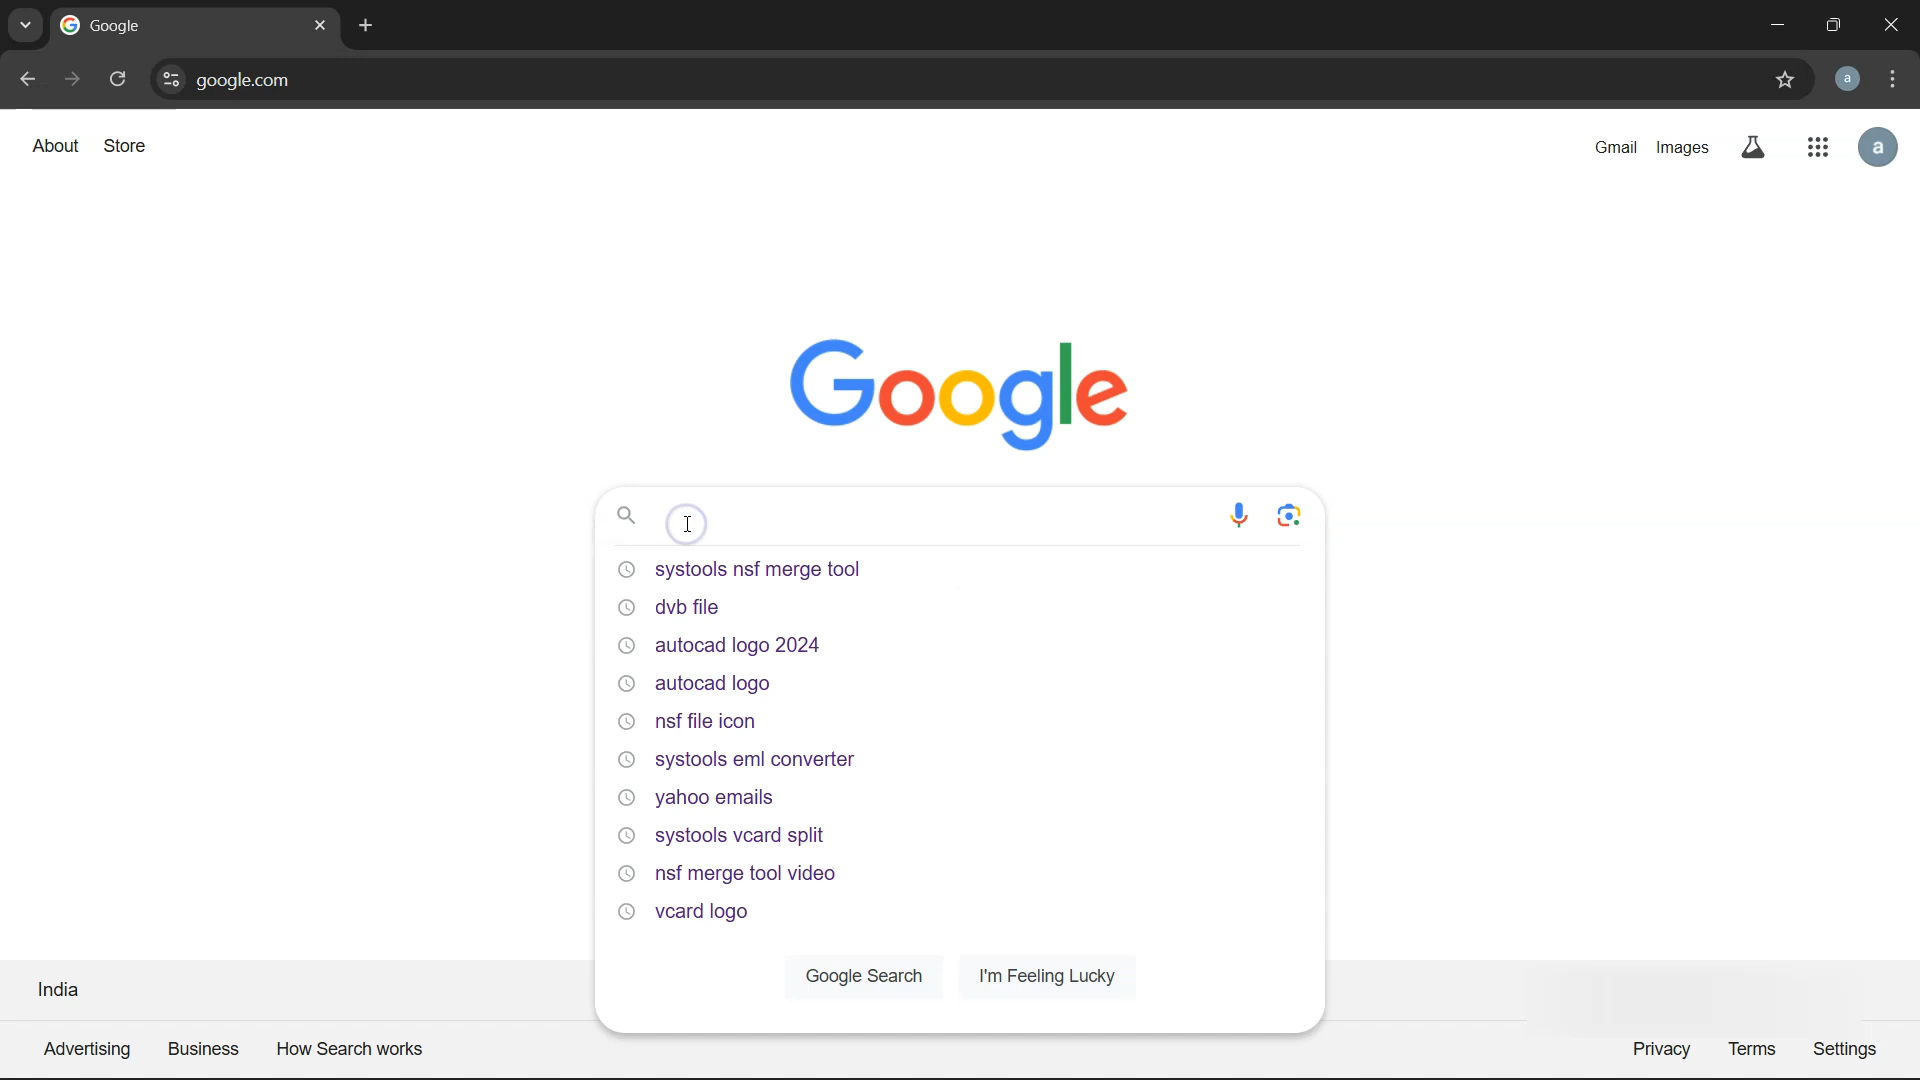 Google
google.com
a
About Store
Gmail Images
a
Google
systools nsf merge tool
dvb file
autocad logo 2024
autocad logo
nsf file icon
systools eml converter
yahoo emails
systools vcard split
nsf merge tool video
vcard logo
Google Search I'm Feeling Lucky
India
Advertising Business How Search works
Privacy Terms Settings